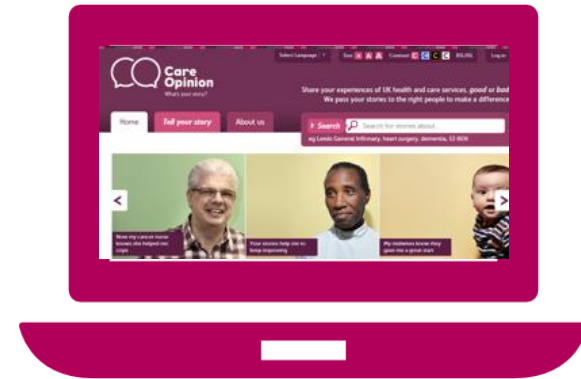 Select Language
Size A A A Contrast C C C C BSL/ISL Log in
Care
Opinion
What's your story?
Share your experiences of UK health and care services, good or bad
We pass your stories to the right people to make a difference
Home Tell your story About us
Search Search for stories about...
eg Leeds General Infirmary, heart surgery, dementia, S3 8EN
Now my cancer nurse
knows she helped me
cope
Your stories help me to
keep improving
My midwives know they
gave me a great start